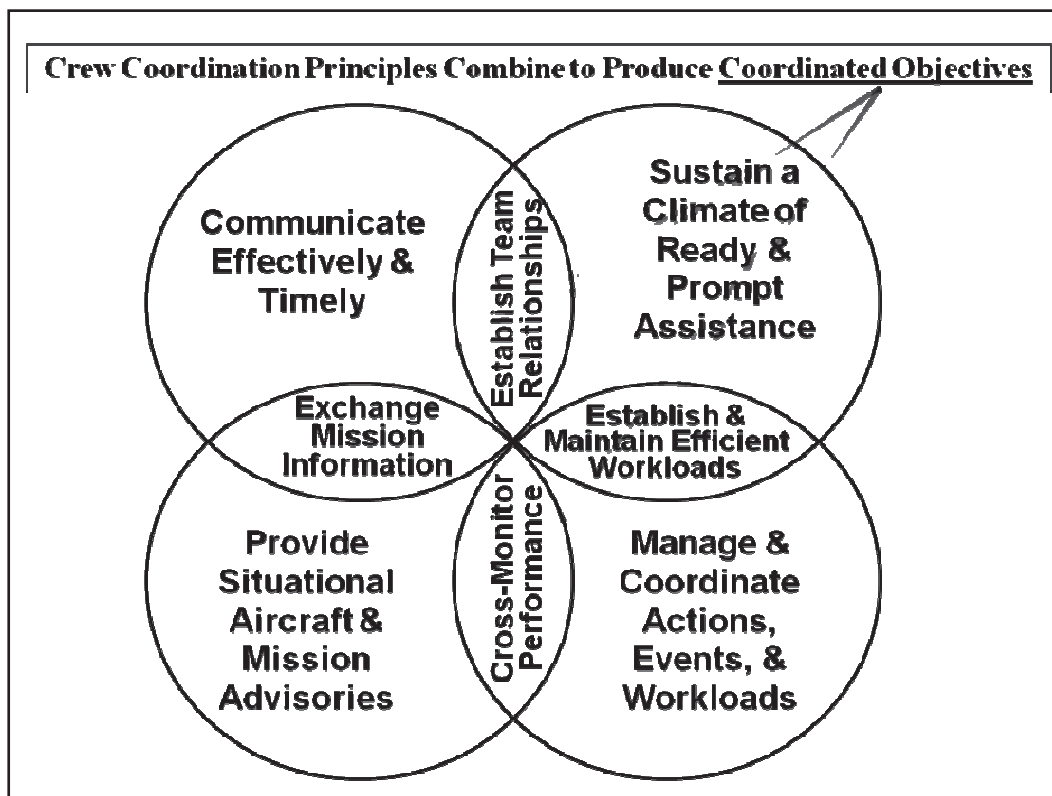 Crew Coordination Principles Combine to Produce Coordinated Objectives
Communicate
Effectively &
Timely
Establish Team
Relationships
Sustain a
Climate of
Ready &
Prompt
Assistance
Exchange
Mission
Information
Establish &
Maintain Efficient
Workloads
Provide
Situational
Aircraft &
Mission
Advisories
Cross-Monitor
Performance
Manage &
Coordinate
Actions,
Events, &
Workloads